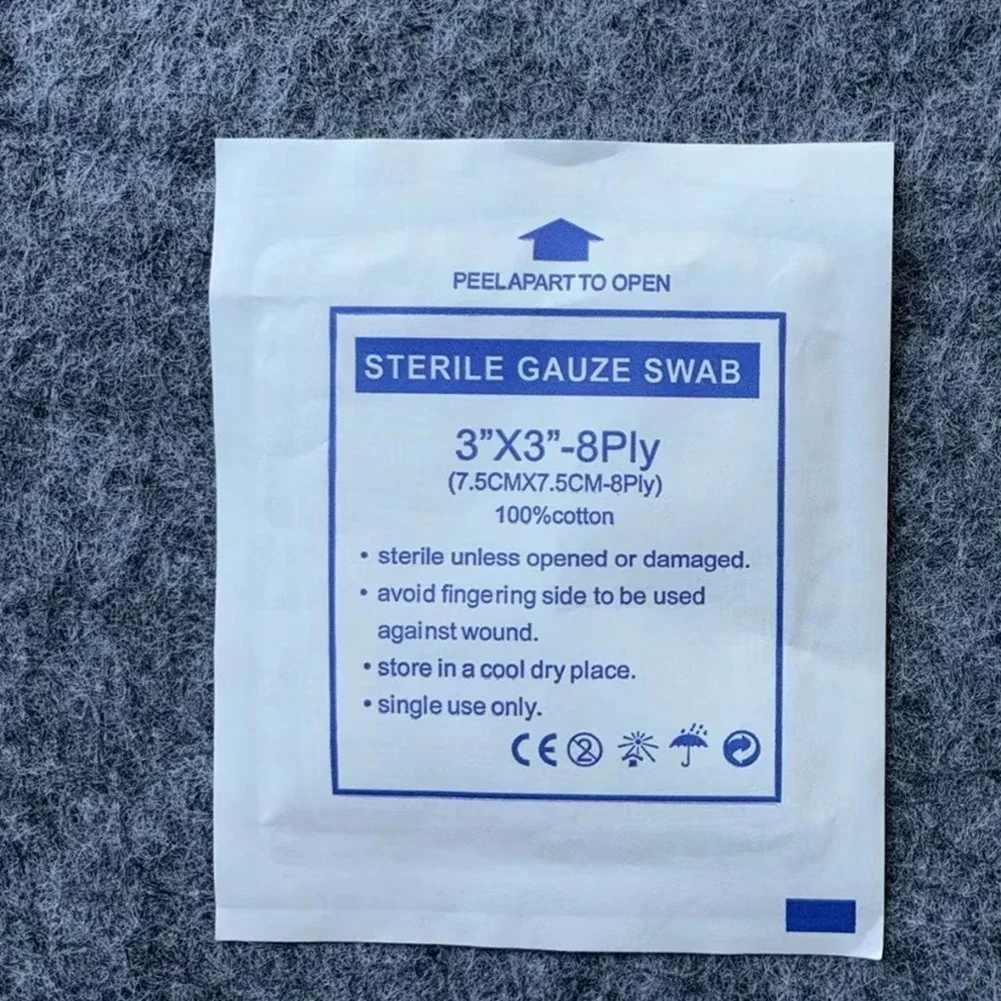 PEELAPART TO OPEN
STERILE GAUZE SWAB
3”X3”-8Ply
(7.5CMX7.5CM-8Ply)
100%cotton
• sterile unless opened or damaged.
• avoid fingering side to be used
against wound.
• store in a cool dry place.
• single use only.
CE 2